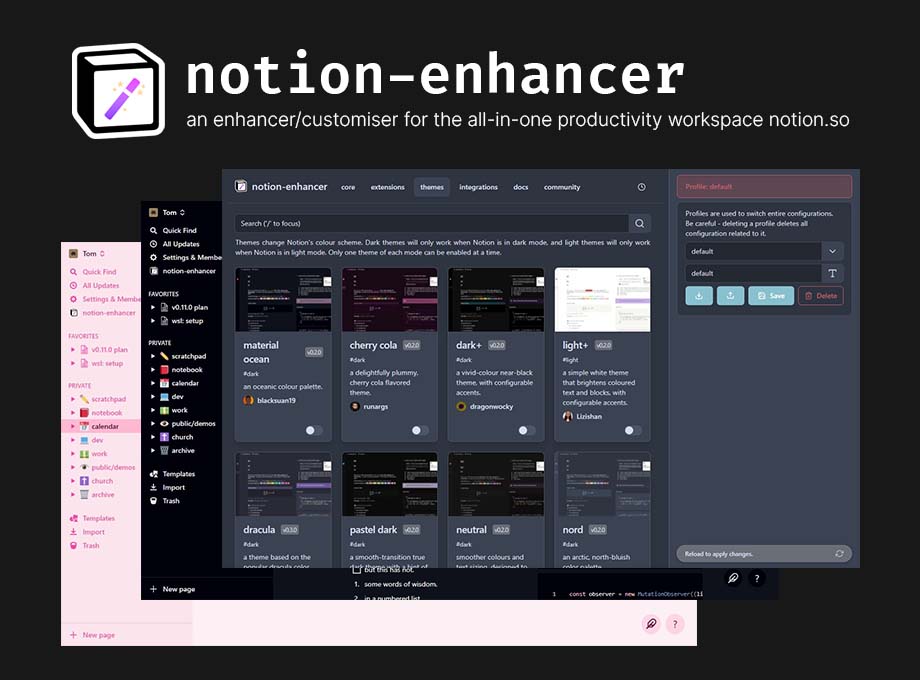 notion-enhancer
an enhancer/customiser for the all-in-one productivity workspace notion.so
notion-enhancer
core
extensions
themes
integrations
docs
community
Search ('/' to focus)
Themes change Notion's colour scheme. Dark themes will only work when Notion is in dark mode, and light themes will only work
when Notion is in light mode. Only one theme of each mode can be enabled at a time.
material
ocean
v0.2.0
#dark
an oceanic colour palette.
blacksuan19
cherry cola
v0.2.0
#dark
a delightfully plummy,
cherry cola flavored
theme.
runargs
dark+
v0.2.0
#dark
a vivid-colour near-black
theme, with configurable
accents.
dragonwocky
light+
v0.2.0
#light
a simple white theme
that brightens coloured
text and blocks, with
configurable accents.
Lizishan
dracula
v0.3.0
#dark
a theme based on the
popular dracula color
pastel dark
v0.2.0
#dark
a smooth-transition true
dark theme with a hint of
neutral
v0.2.0
#dark
smoother colours and
text sizing, designed to
nord
v0.2.0
#dark
an arctic, north-bluish
color palette.
Profile: default
Profiles are used to switch entire configurations.
Be careful - deleting a profile deletes all
configuration related to it.
default
default
Save
Delete
Reload to apply changes.
Tom
Quick Find
All Updates
Settings & Membe
notion-enhancer
FAVORITES
v0.11.0 plan
wsl: setup
PRIVATE
scratchpad
notebook
calendar
dev
work
public/demos
church
archive
Templates
Import
Trash
New page
but this has not.
1. some words of wisdom.
2. in a numbered list.
1 const observer = new MutationObserver((li
?
Tom
Quick Find
All Updates
Settings & Membe
notion-enhancer
FAVORITES
v0.11.0 plan
wsl: setup
PRIVATE
scratchpad
notebook
calendar
dev
work
public/demos
church
archive
Templates
Import
Trash
New page
?